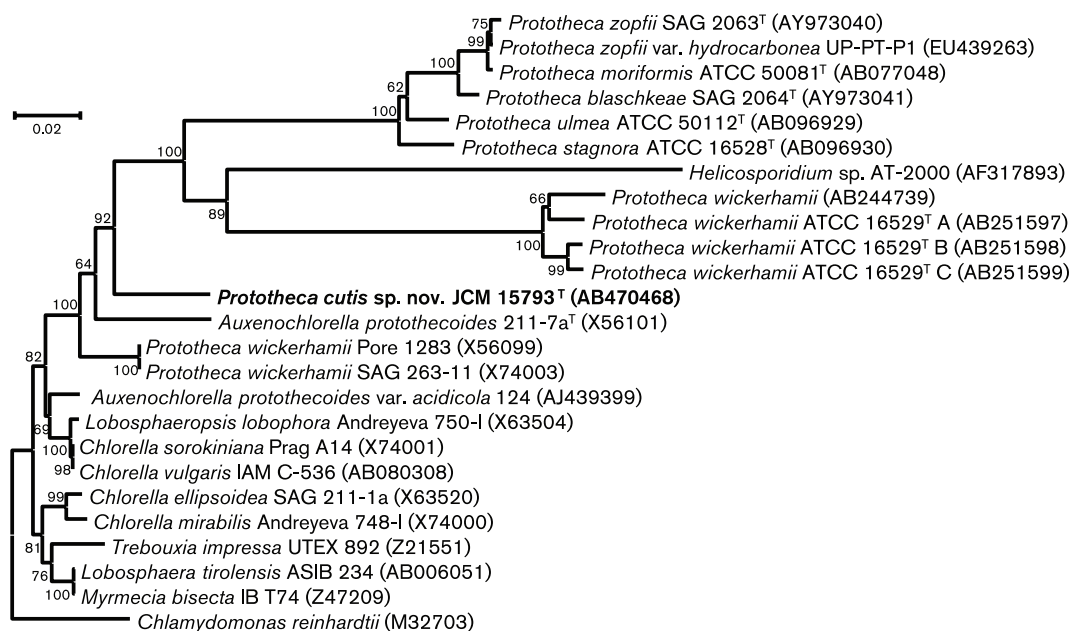 75 Prototheca zopfii SAG 2063ᵀ (AY973040)
99 Prototheca zopfii var. hydrocarbonea UP-PT-P1 (EU439263)
100 Prototheca moriformis ATCC 50081ᵀ (AB077048)
62 Prototheca blaschkeae SAG 2064ᵀ (AY973041)
100 Prototheca ulmea ATCC 50112ᵀ (AB096929)
0.02
100 Prototheca stagnora ATCC 16528ᵀ (AB096930)
Helicosporidium sp. AT-2000 (AF317893)
66 Prototheca wickerhamii (AB244739)
89 Prototheca wickerhamii ATCC 16529ᵀ A (AB251597)
92 100 Prototheca wickerhamii ATCC 16529ᵀ B (AB251598)
64 99 Prototheca wickerhamii ATCC 16529ᵀ C (AB251599)
100 Prototheca cutis sp. nov. JCM 15793ᵀ (AB470468)
Auxenochlorella protothecoides 211-7aᵀ (X56101)
82 Prototheca wickerhamii Pore 1283 (X56099)
100 Prototheca wickerhamii SAG 263-11 (X74003)
Auxenochlorella protothecoides var. acidicola 124 (AJ439399)
69 Lobosphaeropsis lobophora Andreyeva 750-I (X63504)
100 Chlorella sorokiniana Prag A14 (X74001)
98 Chlorella vulgaris IAM C-536 (AB080308)
99 Chlorella ellipsoidea SAG 211-1a (X63520)
Chlorella mirabilis Andreyeva 748-I (X74000)
81 Trebouxia impressa UTEX 892 (Z21551)
76 Lobosphaera tirolensis ASIB 234 (AB006051)
100 Myrmecia bisecta IB T74 (Z47209)
Chlamydomonas reinhardtii (M32703)